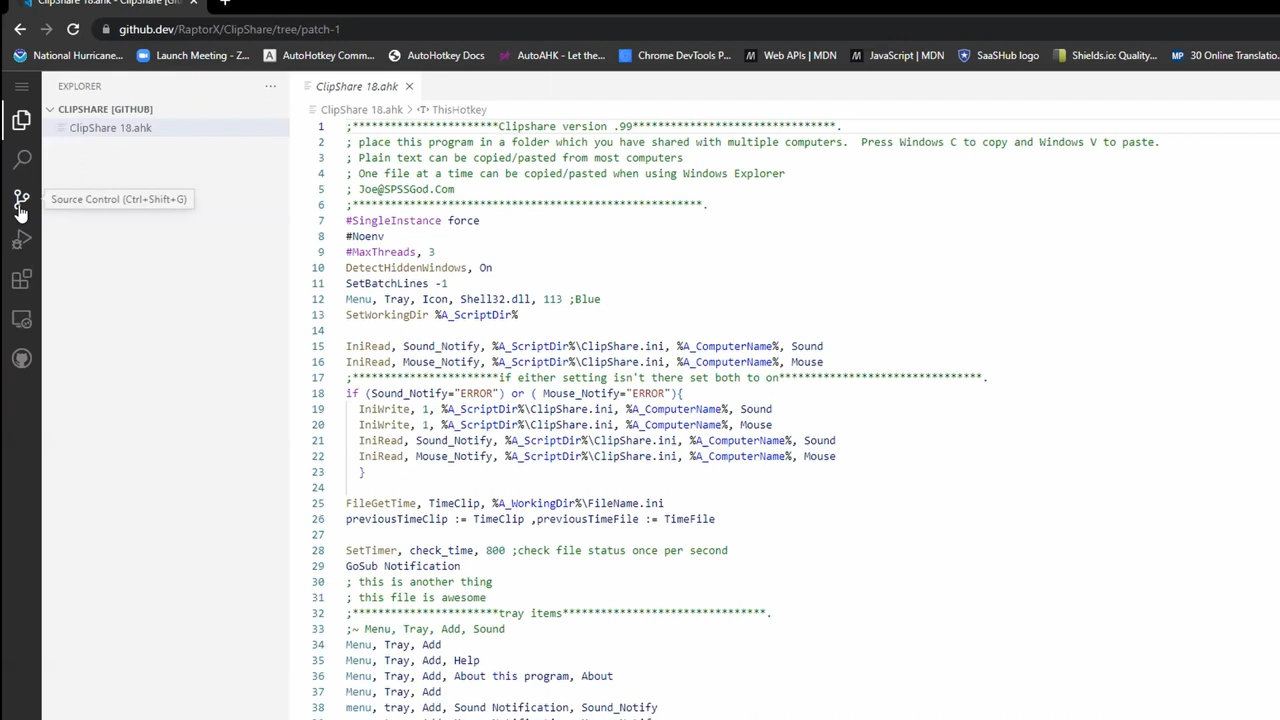 ClipShare 18.ahk - ClipShare [Git
github.dev/RaptorX/ClipShare/tree/patch-1
National Hurricane... Launch Meeting - Z... AutoHotkey Comm... AutoHotkey Docs AutoAHK – Let the... Chrome DevTools P... Web APIs | MDN JavaScript | MDN SaaSHub logo Shields.io: Quality... 30 Online Translatio
EXPLORER
ClipShare 18.ahk
CLIPSHARE [GITHUB]
ClipShare 18.ahk
Source Control (Ctrl+Shift+G)
ClipShare 18.ahk > ThisHotkey
1 ;***********************Clipshare version .99*******************************.
2 ; place this program in a folder which you have shared with multiple computers. Press Windows C to copy and Windows V to paste.
3 ; Plain text can be copied/pasted from most computers
4 ; One file at a time can be copied/pasted when using Windows Explorer
5 ; Joe@SPSSGod.Com
6 ;*******************************************************.
7 #SingleInstance force
8 #Noenv
9 #MaxThreads, 3
10 DetectHiddenWindows, On
11 SetBatchLines -1
12 Menu, Tray, Icon, Shell32.dll, 113 ;Blue
13 SetWorkingDir %A_ScriptDir%
14
15 IniRead, Sound_Notify, %A_ScriptDir%\ClipShare.ini, %A_ComputerName%, Sound
16 IniRead, Mouse_Notify, %A_ScriptDir%\ClipShare.ini, %A_ComputerName%, Mouse
17 ;***********************if either setting isn't there set both to on********************************.
18 if (Sound_Notify="ERROR") or ( Mouse_Notify="ERROR"){
19 IniWrite, 1, %A_ScriptDir%\ClipShare.ini, %A_ComputerName%, Sound
20 IniWrite, 1, %A_ScriptDir%\ClipShare.ini, %A_ComputerName%, Mouse
21 IniRead, Sound_Notify, %A_ScriptDir%\ClipShare.ini, %A_ComputerName%, Sound
22 IniRead, Mouse_Notify, %A_ScriptDir%\ClipShare.ini, %A_ComputerName%, Mouse
23 }
24
25 FileGetTime, TimeClip, %A_WorkingDir%\FileName.ini
26 previousTimeClip := TimeClip ,previousTimeFile := TimeFile
27
28 SetTimer, check_time, 800 ;check file status once per second
29 GoSub Notification
30 ; this is another thing
31 ; this file is awesome
32 ;***********************tray items********************************.
33 ;~ Menu, Tray, Add, Sound
34 Menu, Tray, Add
35 Menu, Tray, Add, Help
36 Menu, Tray, Add, About this program, About
37 Menu, Tray, Add
38 menu, tray, Add, Sound Notification, Sound_Notify